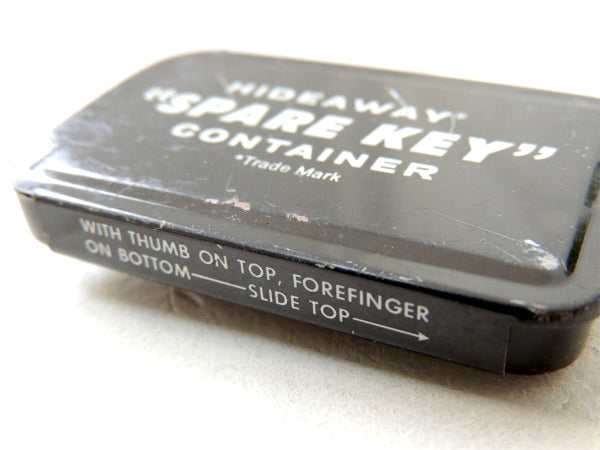 HIDEAWAY*
"SPARE KEY"
CONTAINER
*Trade Mark
WITH THUMB ON TOP, FOREFINGER
ON BOTTOM——SLIDE TOP——→